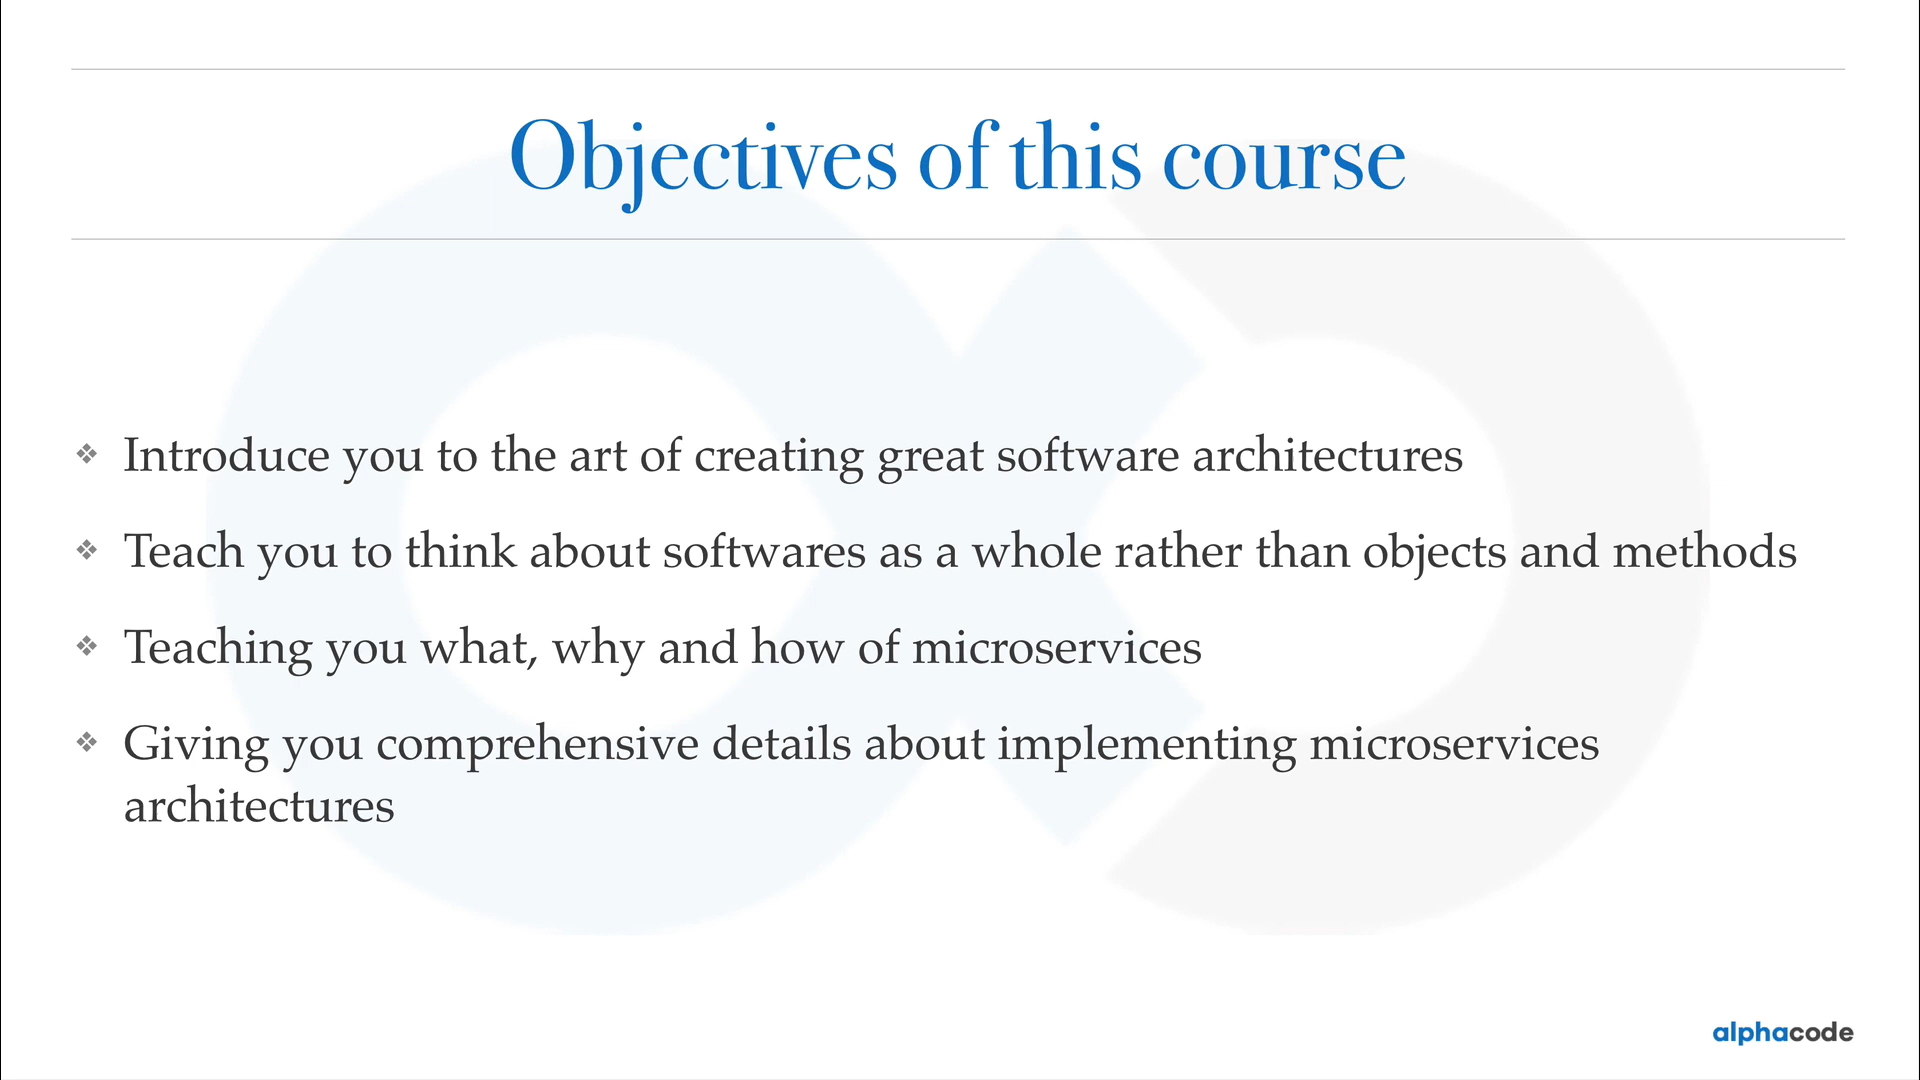 Objectives of this course
❖ Introduce you to the art of creating great software architectures
❖ Teach you to think about softwares as a whole rather than objects and methods
❖ Teaching you what, why and how of microservices
❖ Giving you comprehensive details about implementing microservices
architectures
alphacode